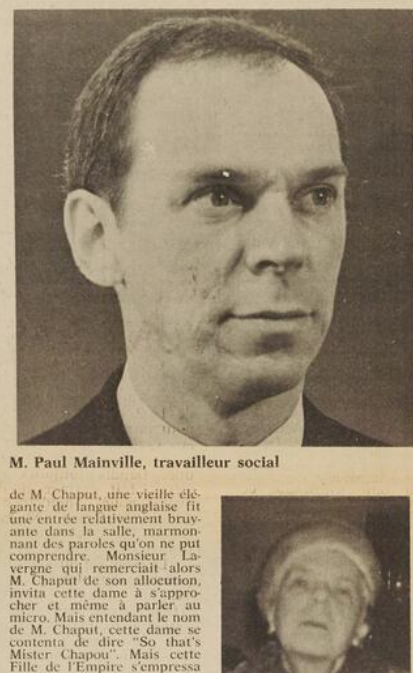 M. Paul Mainville, travailleur social
de M. Chaput, une vieille élé-
gante de langue anglaise fit
une entrée relativement bruy-
ante dans la salle, marmon-
nant des paroles qu'on ne put
comprendre. Monsieur La-
vergne qui remerciait alors
M. Chaput de son allocution,
invita cette dame à s'appro-
cher et même à parler au
micro. Mais entendant le nom
de M. Chaput, cette dame se
contenta de dire "So that's
Mister Chapou". Mais cette
Fille de l'Empire s'empressa